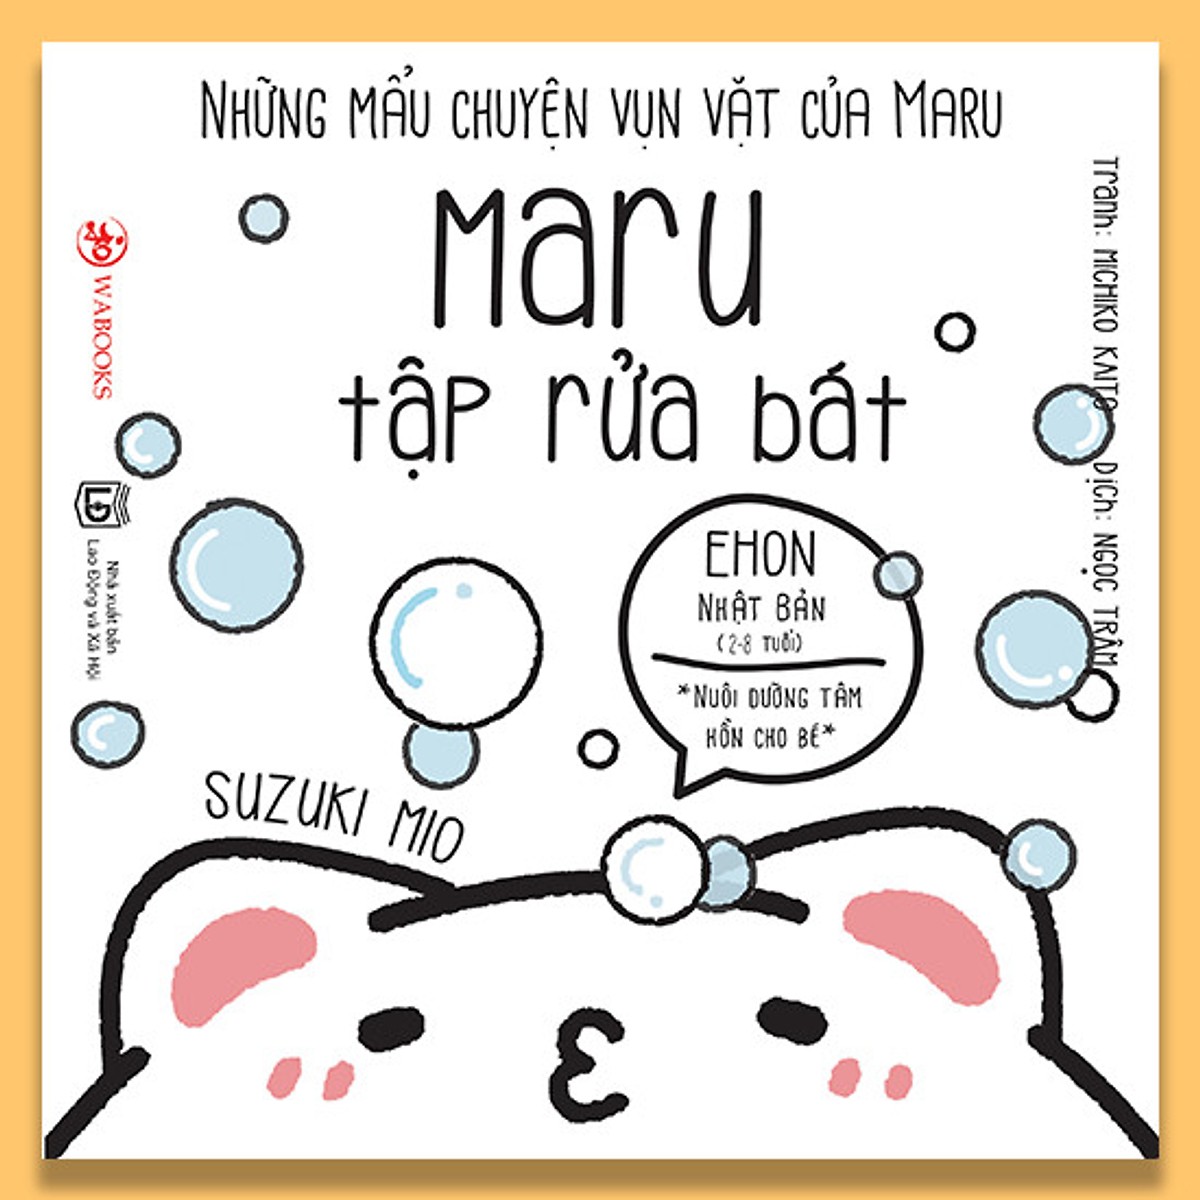 NHỮNG MẨU CHUYỆN VỤN VẶT CỦA MARU
Maru
tập rửa bát
Tranh: MICHIKO KAITO Dịch: NGỌC TRÂM
WABOOKS
LĐ
Nhà xuất bản
Lao Động và Xã Hội
EHON
NHẬT BẢN
(2-8 TUỔI)
*NUÔI DƯỠNG TÂM
HỒN CHO BÉ*
SUZUKI MIO